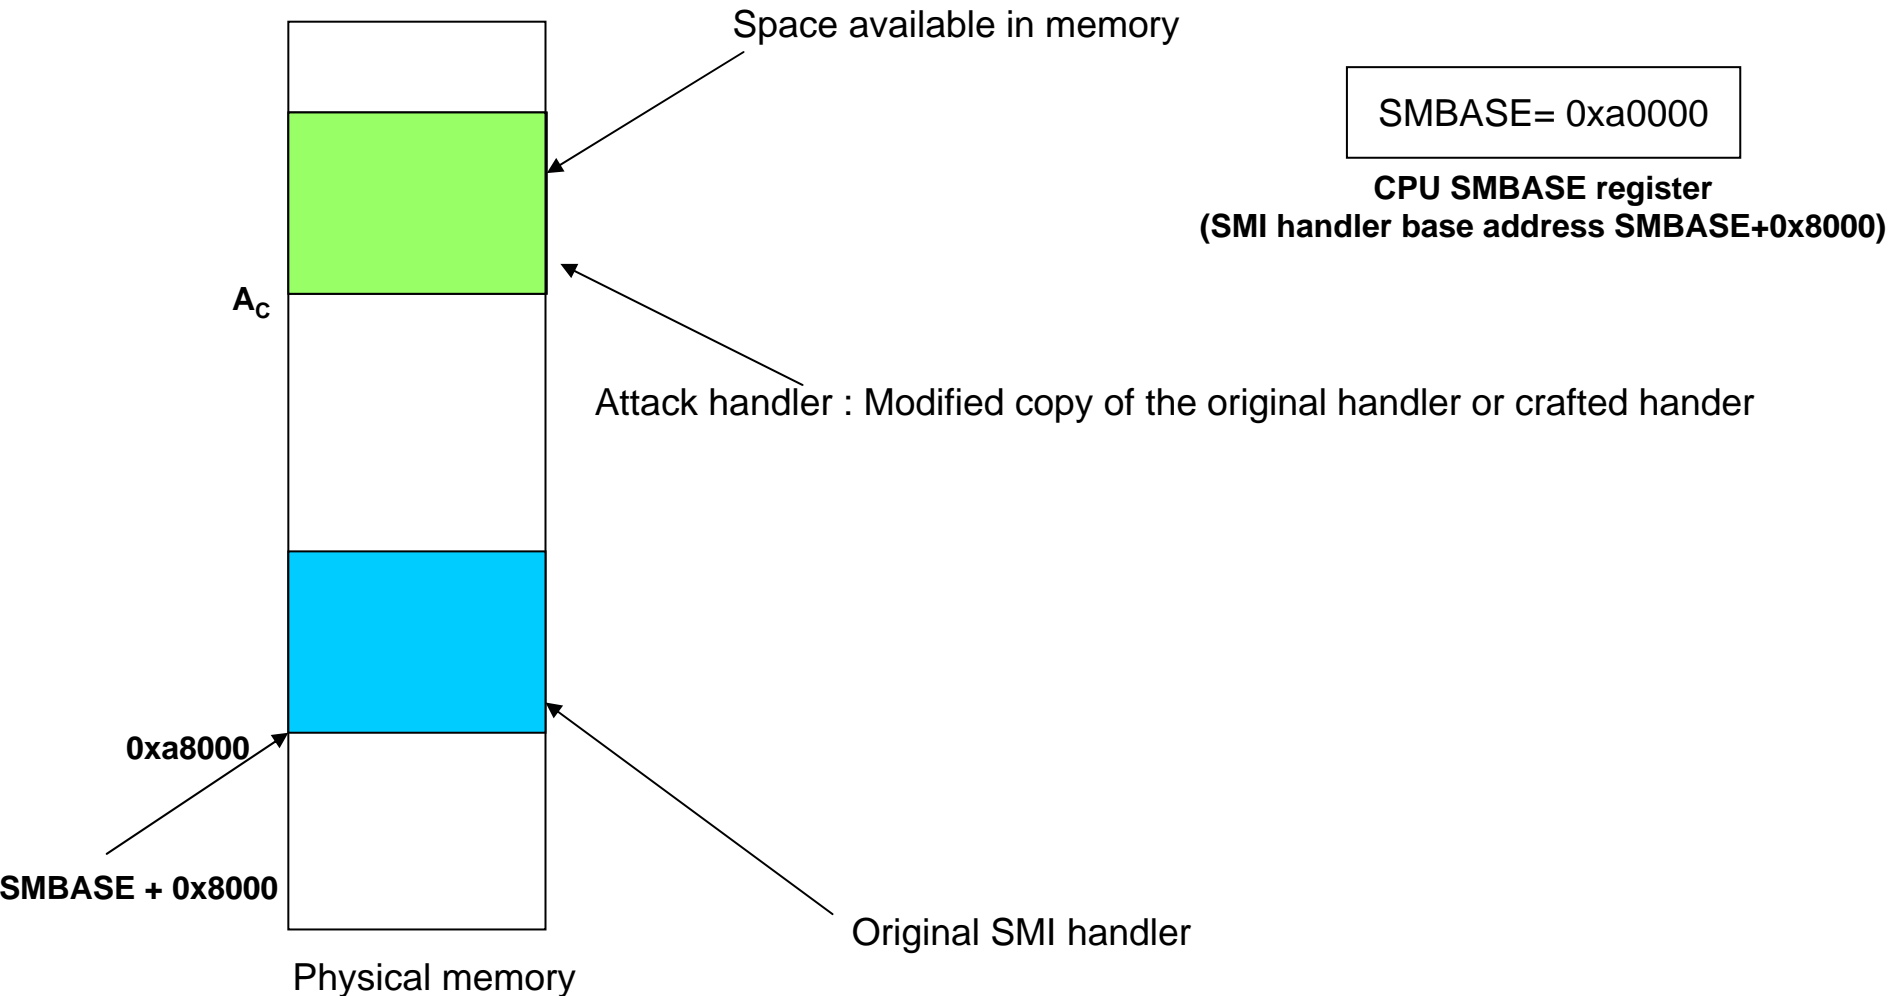 Space available in memory
SMBASE= 0xa0000
CPU SMBASE register
(SMI handler base address SMBASE+0x8000)
AC
Attack handler : Modified copy of the original handler or crafted hander
0xa8000
SMBASE + 0x8000
Original SMI handler
Physical memory